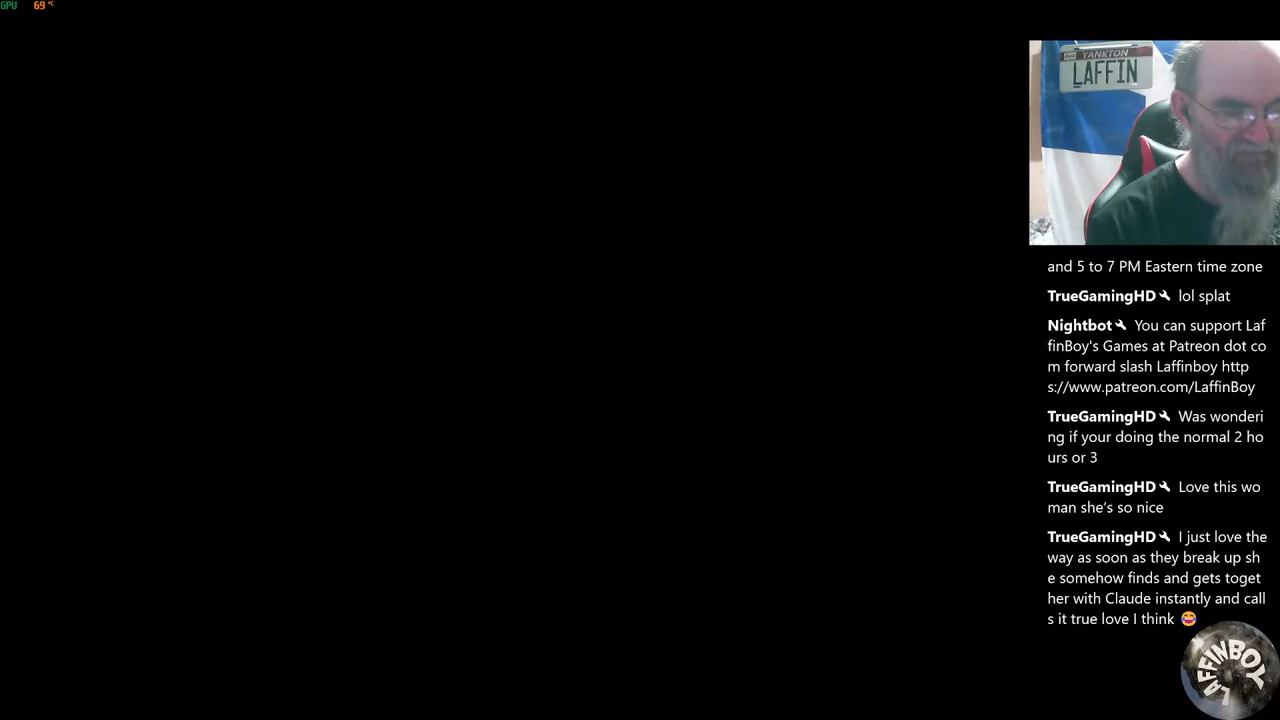 GPU 69 °C
YANKTON
LAFFIN
and 5 to 7 PM Eastern time zone
TrueGamingHD lol splat
Nightbot You can support Laf
finBoy's Games at Patreon dot co
m forward slash Laffinboy http
s://www.patreon.com/LaffinBoy
TrueGamingHD Was wonderi
ng if your doing the normal 2 ho
urs or 3
TrueGamingHD Love this wo
man she's so nice
TrueGamingHD I just love the
way as soon as they break up sh
e somehow finds and gets toget
her with Claude instantly and call
s it true love I think 😂
LAFFINBOY